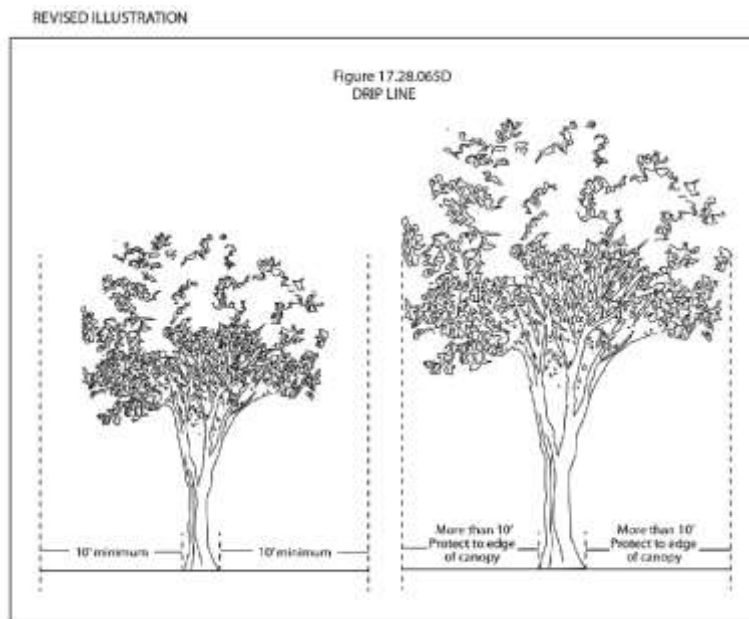 REVISED ILLUSTRATION
Figure 17.28.065D
DRIP LINE
10' minimum
10' minimum
More than 10'
Protect to edge
of canopy
More than 10'
Protect to edge
of canopy